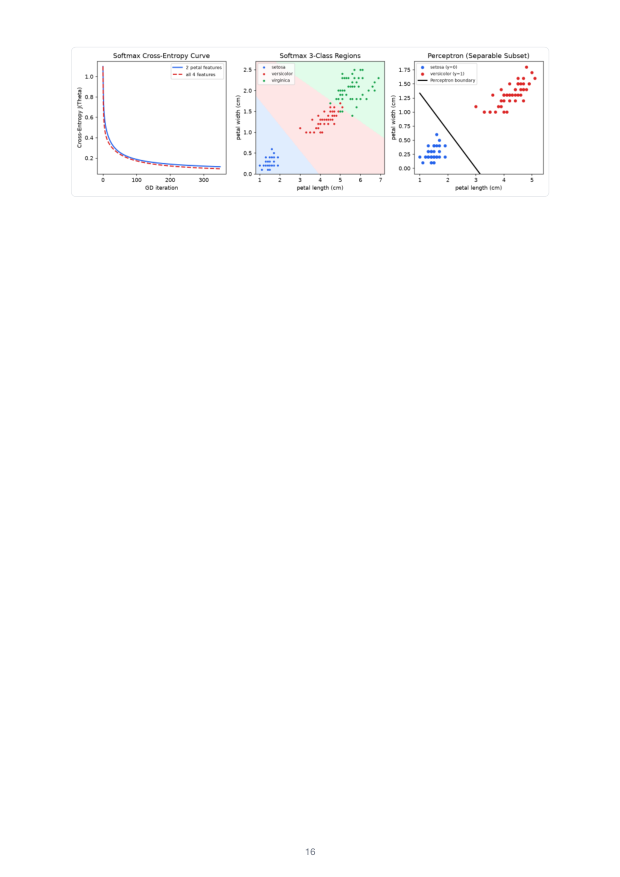 Softmax Cross-Entropy Curve
Cross-Entropy J(Theta)
1.0
0.8
0.6
0.4
0.2
2 petal features
all 4 features
0 100 200 300
GD iteration
Softmax 3-Class Regions
petal width (cm)
2.5
2.0
1.5
1.0
0.5
0.0
setosa
versicolor
virginica
1 2 3 4 5 6 7
petal length (cm)
Perceptron (Separable Subset)
petal width (cm)
1.75
1.50
1.25
1.00
0.75
0.50
0.25
0.00
setosa (y=0)
versicolor (y=1)
Perceptron boundary
1 2 3 4 5
petal length (cm)
16